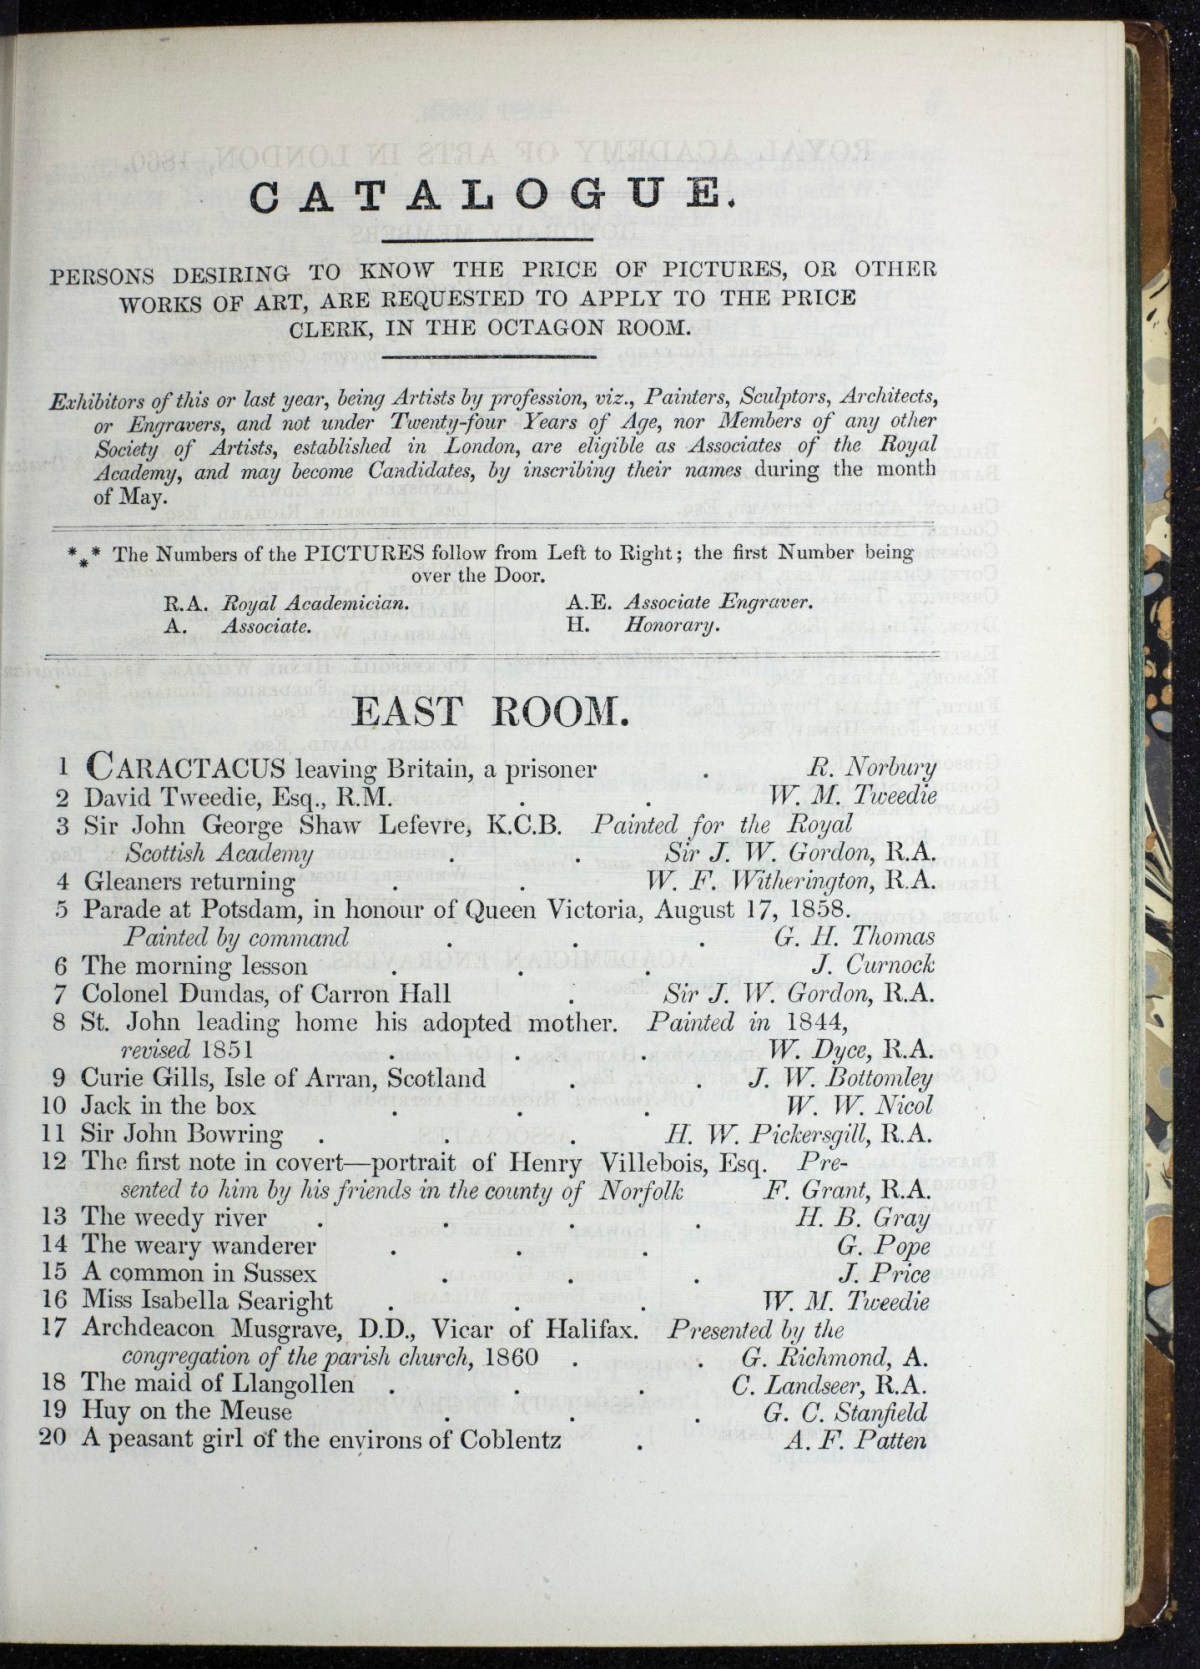 CATALOGUE.
PERSONS DESIRING TO KNOW THE PRICE OF PICTURES, OR OTHER
WORKS OF ART, ARE REQUESTED TO APPLY TO THE PRICE
CLERK, IN THE OCTAGON ROOM.
Exhibitors of this or last year, being Artists by profession, viz., Painters, Sculptors, Architects,
or Engravers, and not under Twenty-four Years of Age, nor Members of any other
Society of Artists, established in London, are eligible as Associates of the Royal
Academy, and may become Candidates, by inscribing their names during the month
of May.
*** The Numbers of the PICTURES follow from Left to Right; the first Number being
over the Door.
R.A. Royal Academician. A.E. Associate Engraver.
A. Associate. H. Honorary.
EAST ROOM.
1 CARACTACUS leaving Britain, a prisoner . R. Norbury
2 David Tweedie, Esq., R.M. . . W. M. Tweedie
3 Sir John George Shaw Lefevre, K.C.B. Painted for the Royal
Scottish Academy . . Sir J. W. Gordon, R.A.
4 Gleaners returning . . W. F. Witherington, R.A.
5 Parade at Potsdam, in honour of Queen Victoria, August 17, 1858.
Painted by command . . . G. H. Thomas
6 The morning lesson . . . J. Curnock
7 Colonel Dundas, of Carron Hall . Sir J. W. Gordon, R.A.
8 St. John leading home his adopted mother. Painted in 1844,
revised 1851 . . . W. Dyce, R.A.
9 Curie Gills, Isle of Arran, Scotland . . J. W. Bottomley
10 Jack in the box . . . W. W. Nicol
11 Sir John Bowring . . . H. W. Pickersgill, R.A.
12 The first note in covert—portrait of Henry Villebois, Esq. Pre-
sented to him by his friends in the county of Norfolk F. Grant, R.A.
13 The weedy river . . . . H. B. Gray
14 The weary wanderer . . . G. Pope
15 A common in Sussex . . . J. Price
16 Miss Isabella Searight . . . W. M. Tweedie
17 Archdeacon Musgrave, D.D., Vicar of Halifax. Presented by the
congregation of the parish church, 1860 . . G. Richmond, A.
18 The maid of Llangollen . . . C. Landseer, R.A.
19 Huy on the Meuse . . . G. C. Stanfield
20 A peasant girl of the environs of Coblentz . A. F. Patten